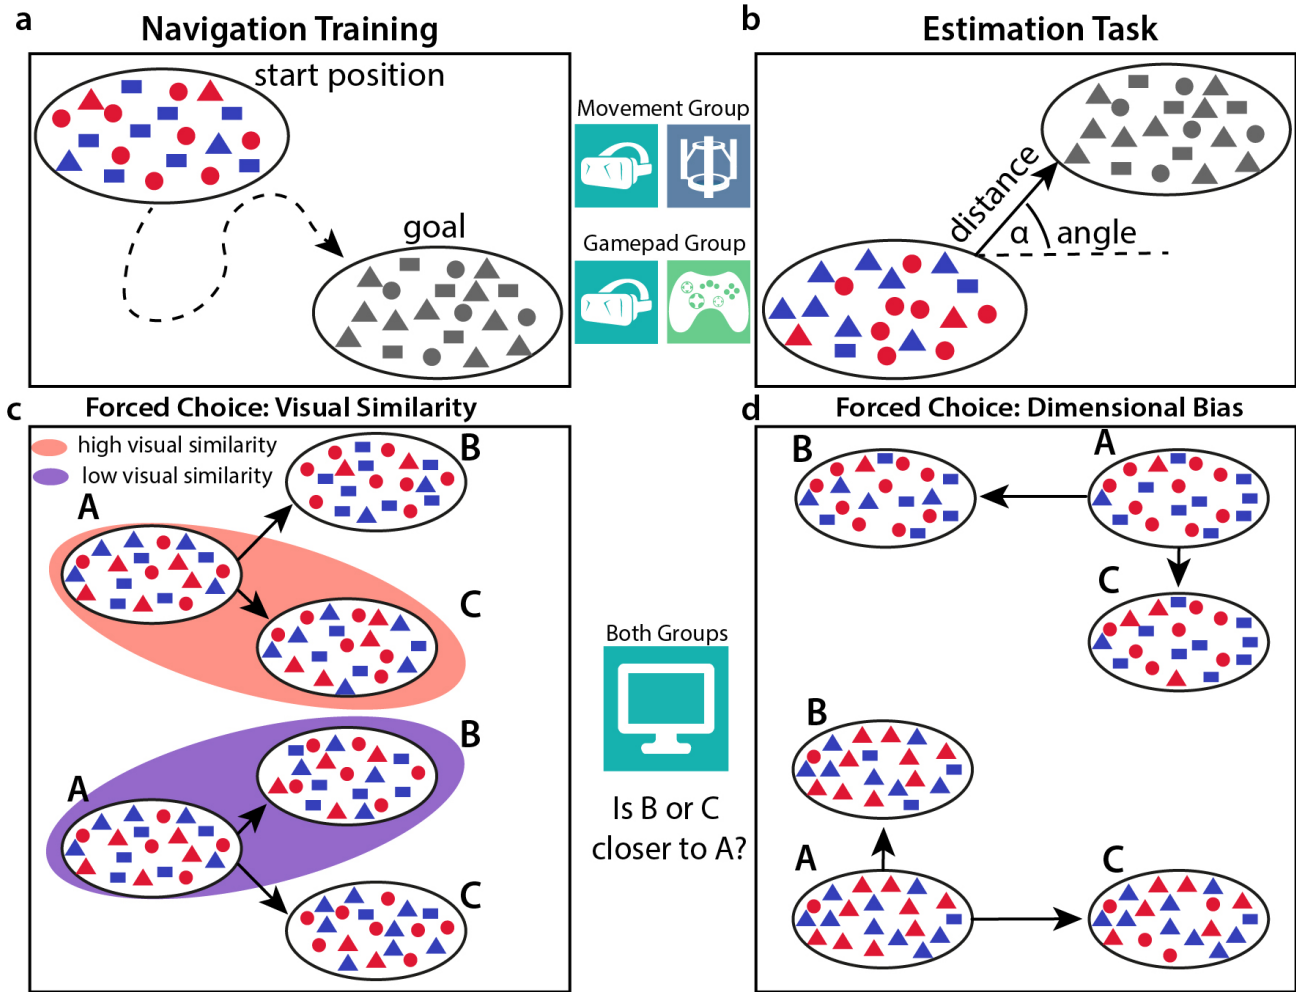 a
Navigation Training
start position
goal
Movement Group
Gamepad Group
b
Estimation Task
distance
α
angle
c
Forced Choice: Visual Similarity
high visual similarity
low visual similarity
A
B
C
A
B
C
Both Groups
Is B or C
closer to A?
d
Forced Choice: Dimensional Bias
B
A
C
B
A
C